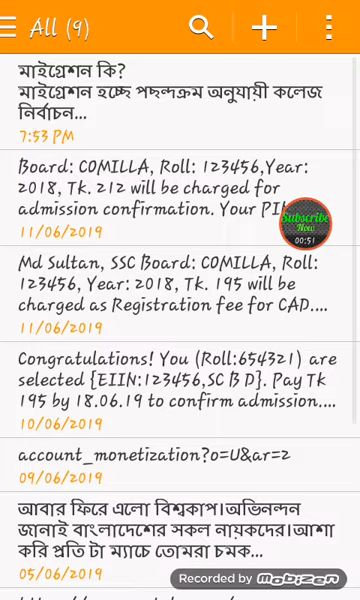 All (9)
মাইগ্রেশন কি?
মাইগ্রেশন হচ্ছে পছন্দক্রম অনুযায়ী কলেজ
নির্বাচন...
7:53 PM
Board: COMILLA, Roll: 123456,Year:
2018, Tk. 212 will be charged for
admission confirmation. Your
Subscribe
Now
00:51
11/06/2019
Md Sultan, SSC Board: COMILLA, Roll:
123456, Year: 2018, Tk. 195 will be
charged as Registration fee for CAD....
11/06/2019
Congratulations! You (Roll:654321) are
selected {EIIN:123456,SC B D}. Pay Tk
195 by 18.06.19 to confirm admission....
10/06/2019
account_monetization?o=U&ar=2
09/06/2019
আবার ফিরে এলো বিশ্বকাপ।অভিনন্দন
জানাই বাংলাদেশের সকল নায়কদের।আশা
করি প্রতি টা ম্যাচে তোমরা চমক...
05/06/2019
Recorded by Mobizen